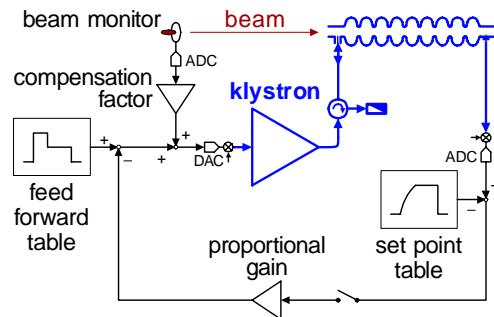 beam monitor
beam
ADC
compensation
factor
klystron
+
−
+
+
DAC
ADC
−
feed
forward
table
set point
table
proportional
gain